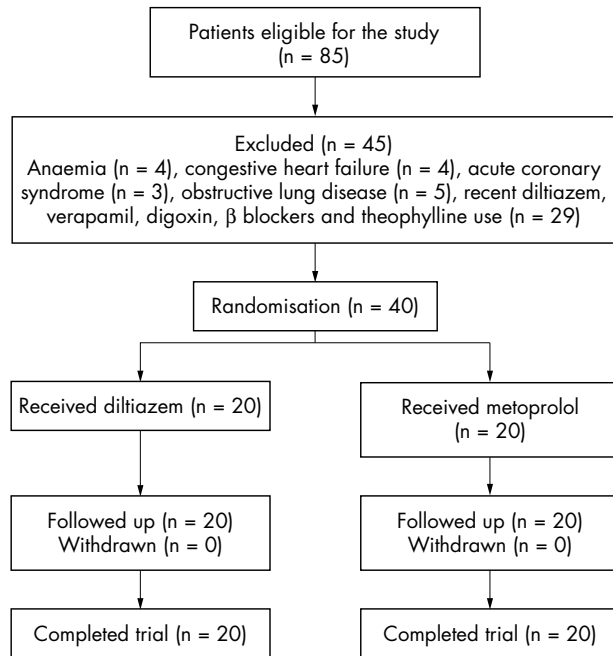 Patients eligible for the study
(n = 85)
Excluded (n = 45)
Anaemia (n = 4), congestive heart failure (n = 4), acute coronary
syndrome (n = 3), obstructive lung disease (n = 5), recent diltiazem,
verapamil, digoxin, β blockers and theophylline use (n = 29)
Randomisation (n = 40)
Received diltiazem (n = 20)
Received metoprolol
(n = 20)
Followed up (n = 20)
Withdrawn (n = 0)
Followed up (n = 20)
Withdrawn (n = 0)
Completed trial (n = 20)
Completed trial (n = 20)